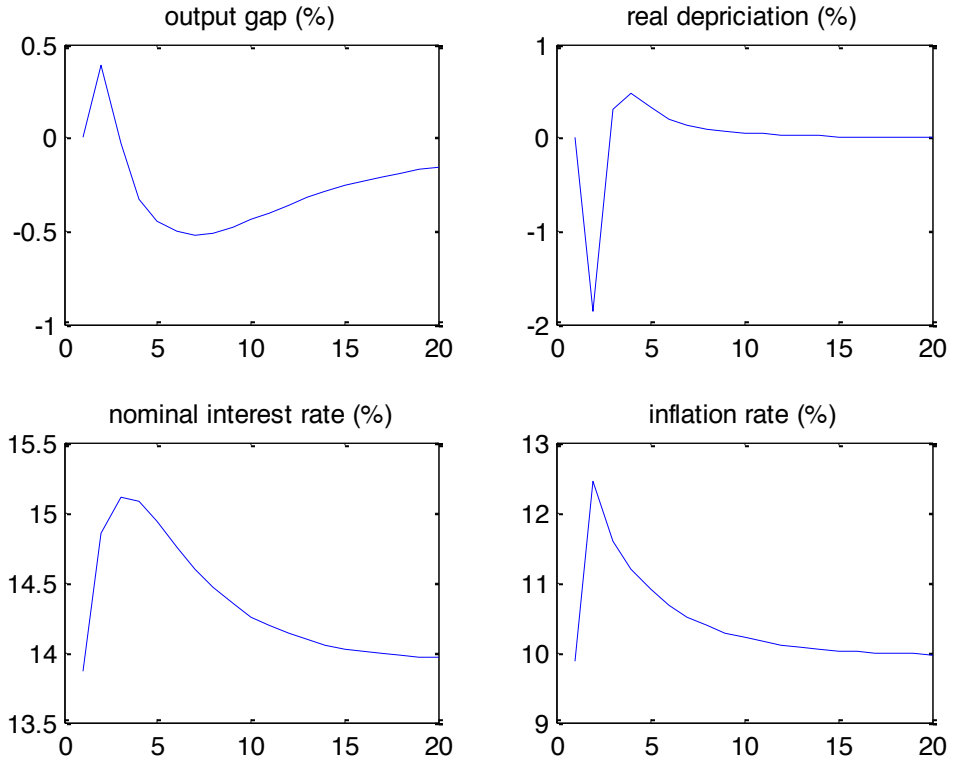 output gap (%)
0.5
0
-0.5
-1
0 5 10 15 20
real depriciation (%)
1
0
-1
-2
0 5 10 15 20
nominal interest rate (%)
15.5
15
14.5
14
13.5
0 5 10 15 20
inflation rate (%)
13
12
11
10
9
0 5 10 15 20